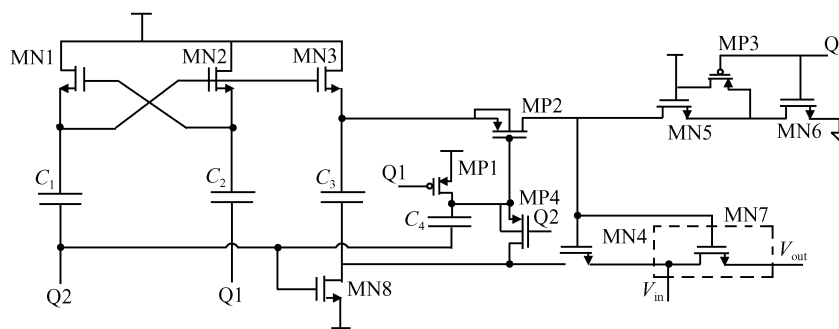 MN1
MN2
MN3
MP3
Q
MP2
MN5
MN6
Q1
MP1
C1
C2
C3
C4
MP4
Q2
MN4
MN7
Vout
Vin
Q2
Q1
MN8